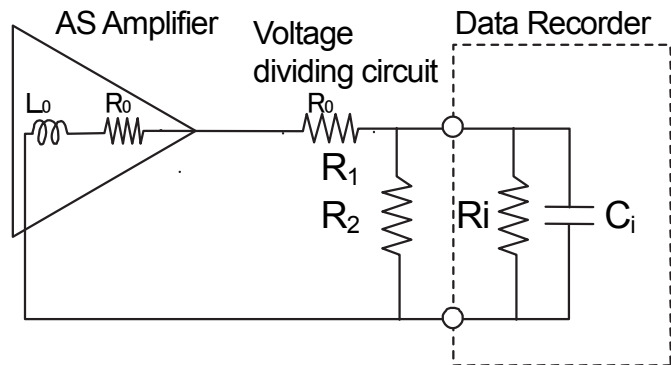 AS Amplifier
Voltage
dividing circuit
Data Recorder
L₀
R₀
R₀
R₁
R₂
Ri
Cᵢ